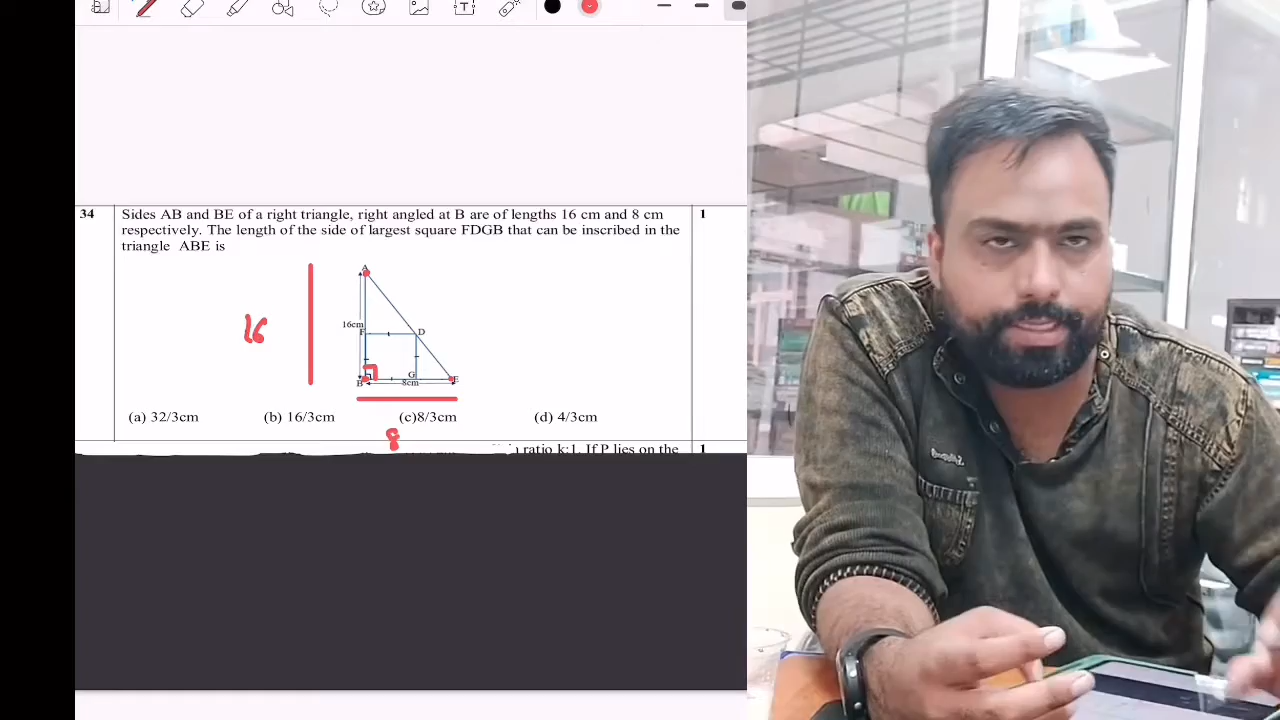 34
Sides AB and BE of a right triangle, right angled at B are of lengths 16 cm and 8 cm
respectively. The length of the side of largest square FDGB that can be inscribed in the
triangle ABE is
1
A
16
16cm
F
D
G
B
8cm
E
(a) 32/3cm
(b) 16/3cm
(c)8/3cm
(d) 4/3cm
8
ratio k:1. If P lies on the
1